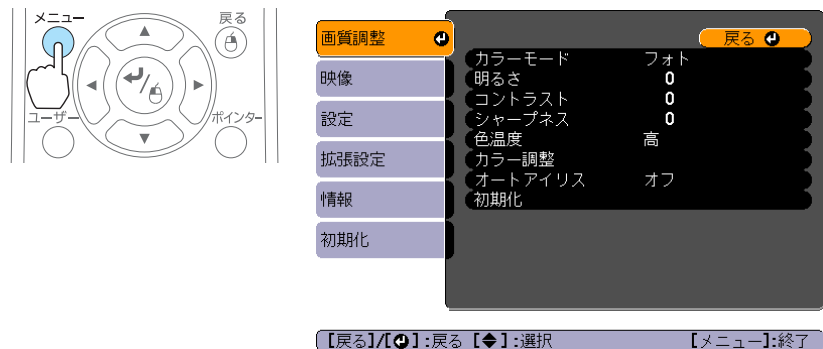 メニュー
戻る
ユーザー
ポインター
画質調整
映像
設定
拡張設定
情報
初期化
戻る
カラーモード フォト
明るさ 0
コントラスト 0
シャープネス 0
色温度 高
カラー調整
オートアイリス オフ
初期化
[戻る]/[ ]:戻る [ ]:選択 [メニュー]:終了